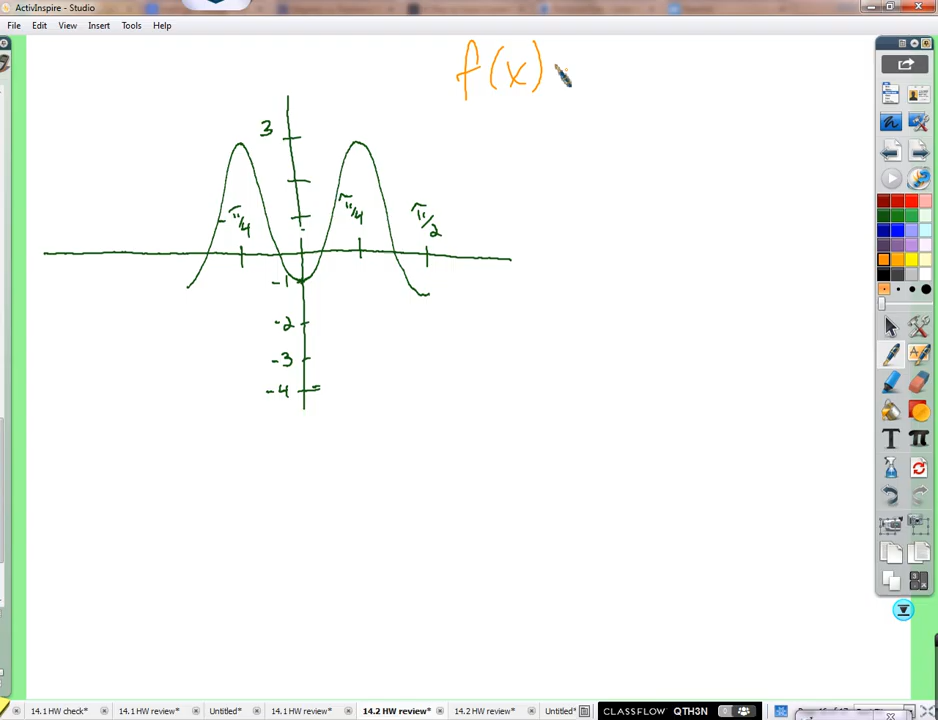 ActivInspire - Studio
File Edit View Insert Tools Help
f(x)
3
-π/4 π/4 π/2
-1
-2
-3
-4
14.1 HW check* 14.1 HW review* Untitled* 14.1 HW review* 14.2 HW review* 14.2 HW review* Untitled* CLASSFLOW QTH3N 0